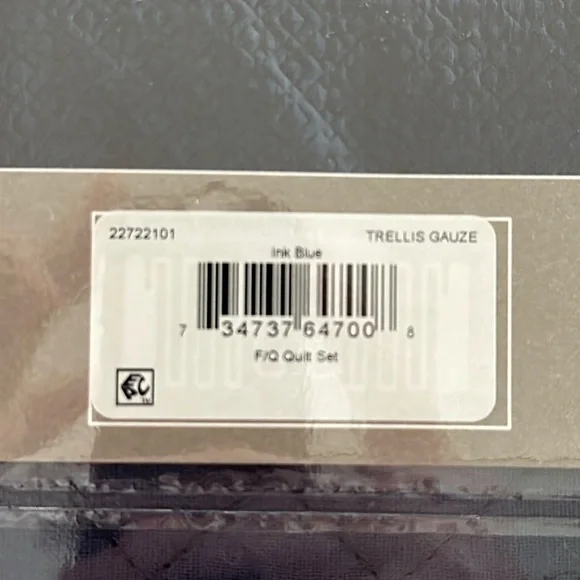 22722101 TRELLIS GAUZE
Ink Blue
7 34737 64700 8
F/Q Quilt Set